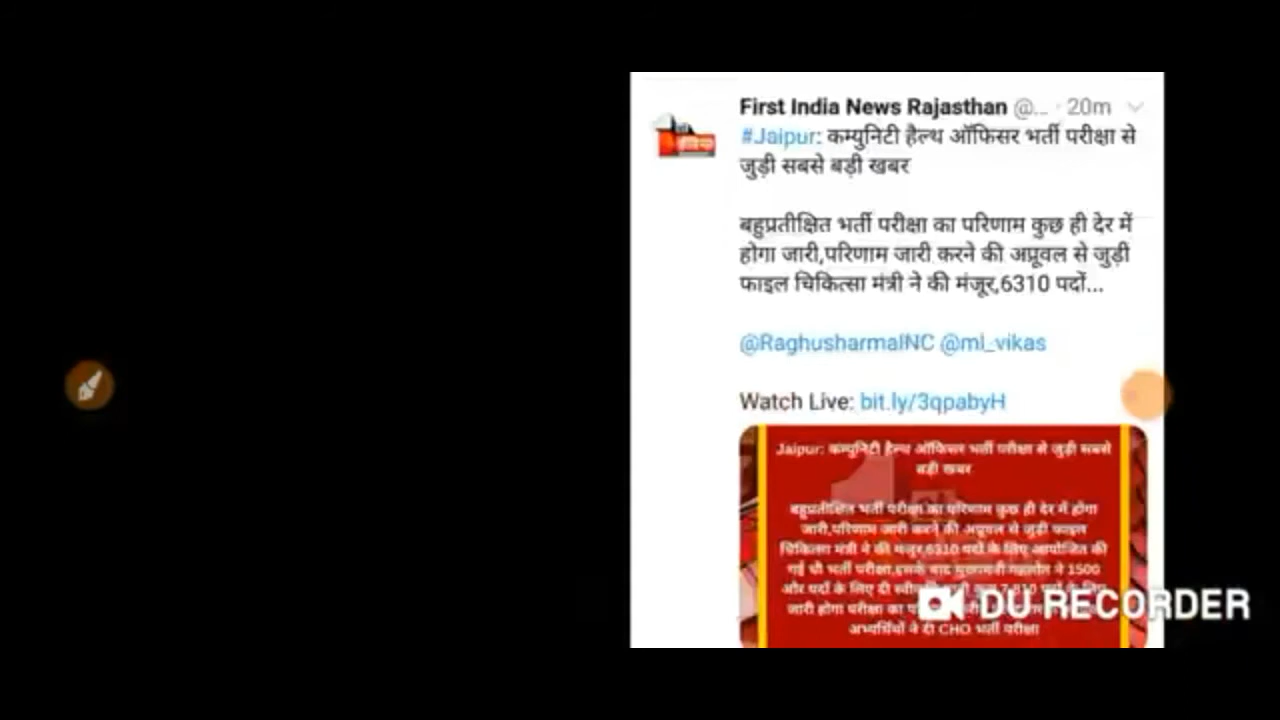 First India News Rajasthan @... · 20m
#Jaipur: कम्युनिटी हैल्थ ऑफिसर भर्ती परीक्षा से
जुड़ी सबसे बड़ी खबर
बहुप्रतीक्षित भर्ती परीक्षा का परिणाम कुछ ही देर में
होगा जारी,परिणाम जारी करने की अप्रूवल से जुड़ी
फाइल चिकित्सा मंत्री ने की मंजूर,6310 पदों...
@RaghusharmaINC @ml_vikas
Watch Live: bit.ly/3qpabyH
Jaipur: कम्युनिटी हैल्थ ऑफिसर भर्ती परीक्षा से जुड़ी सबसे
बड़ी खबर
बहुप्रतीक्षित भर्ती परीक्षा का परिणाम कुछ ही देर में होगा
जारी,परिणाम जारी करने की अप्रूवल से जुड़ी फाइल
चिकित्सा मंत्री ने की मंजूर,6310 पदों के लिए आयोजित की
गई थी भर्ती परीक्षा,इसके बाद मुख्यमंत्री गहलोत ने 1500
और पदों के लिए दी
जारी होगा परीक्षा का
अभ्यर्थियों ने दी CHO भर्ती परीक्षा
DU RECORDER